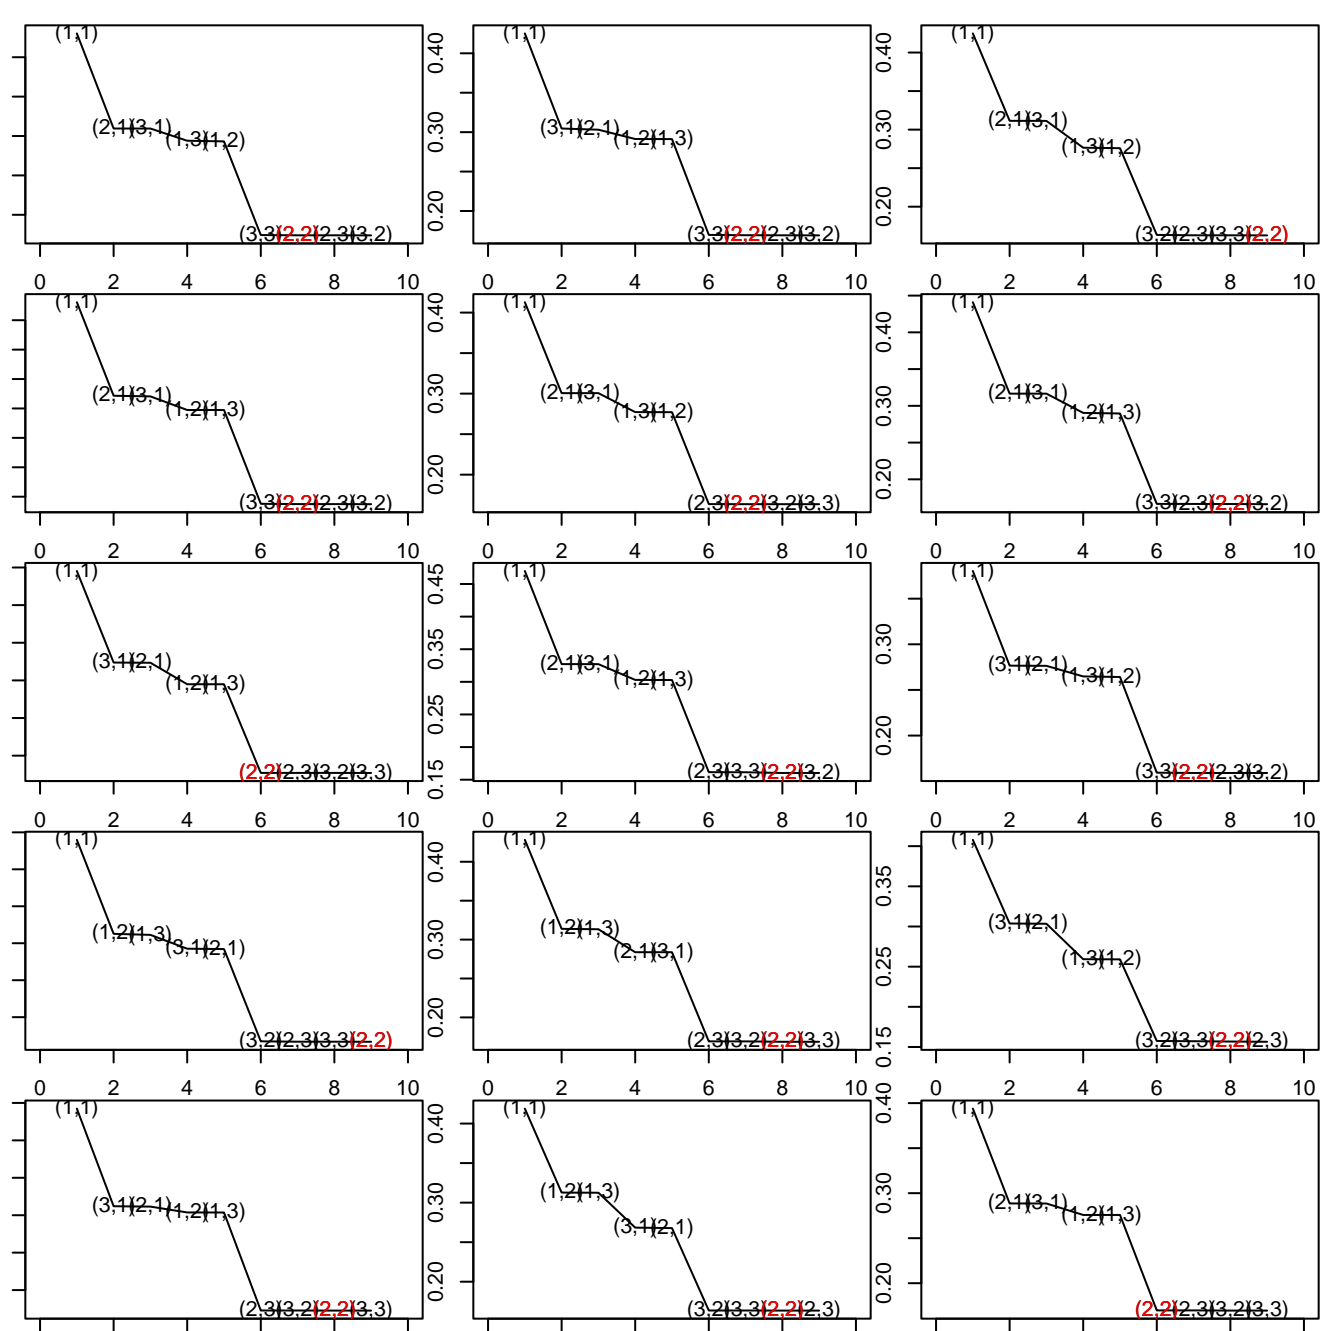 (1,1) (1,1) (1,1)
0.40 0.40
(2,1) (3,1) (1,3) (1,2) (3,1) (2,1) (1,2) (1,3) (2,1) (3,1) (1,3) (1,2)
0.30 0.30
0.20 0.20
(3,3) (2,2) (2,3) (3,2) (3,3) (2,2) (2,3) (3,2) (3,2) (2,3) (3,3) (2,2)
0 2 4 6 8 10 0 2 4 6 8 10 0 2 4 6 8 10
(1,1) (1,1) (1,1)
0.40 0.40
(2,1) (3,1) (1,2) (1,3) (2,1) (3,1) (1,3) (1,2) (2,1) (3,1) (1,2) (1,3)
0.30 0.30
0.20 0.20
(3,3) (2,2) (2,3) (3,2) (2,3) (2,2) (3,2) (3,3) (3,3) (2,3) (2,2) (3,2)
0 2 4 6 8 10 0 2 4 6 8 10 0 2 4 6 8 10
(1,1) (1,1) (1,1)
0.45
0.35 0.30
(3,1) (2,1) (1,2) (1,3) (2,1) (3,1) (1,2) (1,3) (3,1) (2,1) (1,3) (1,2)
0.25 0.20
0.15
(2,2) (2,3) (3,2) (3,3) (2,3) (3,3) (2,2) (3,2) (3,3) (2,2) (2,3) (3,2)
0 2 4 6 8 10 0 2 4 6 8 10 0 2 4 6 8 10
(1,1) (1,1) (1,1)
0.40 0.35
(1,2) (1,3) (3,1) (2,1) (1,2) (1,3) (2,1) (3,1) (3,1) (2,1) (1,3) (1,2)
0.30 0.25
0.20 0.15
(3,2) (2,3) (3,3) (2,2) (2,3) (3,2) (2,2) (3,3) (3,2) (3,3) (2,2) (2,3)
0 2 4 6 8 10 0 2 4 6 8 10 0 2 4 6 8 10
(1,1) (1,1) (1,1)
0.40 0.40
(3,1) (2,1) (1,2) (1,3) (1,2) (1,3) (3,1) (2,1) (2,1) (3,1) (1,2) (1,3)
0.30 0.30
0.20 0.20
(2,3) (3,2) (2,2) (3,3) (3,2) (3,3) (2,2) (2,3) (2,2) (2,3) (3,2) (3,3)